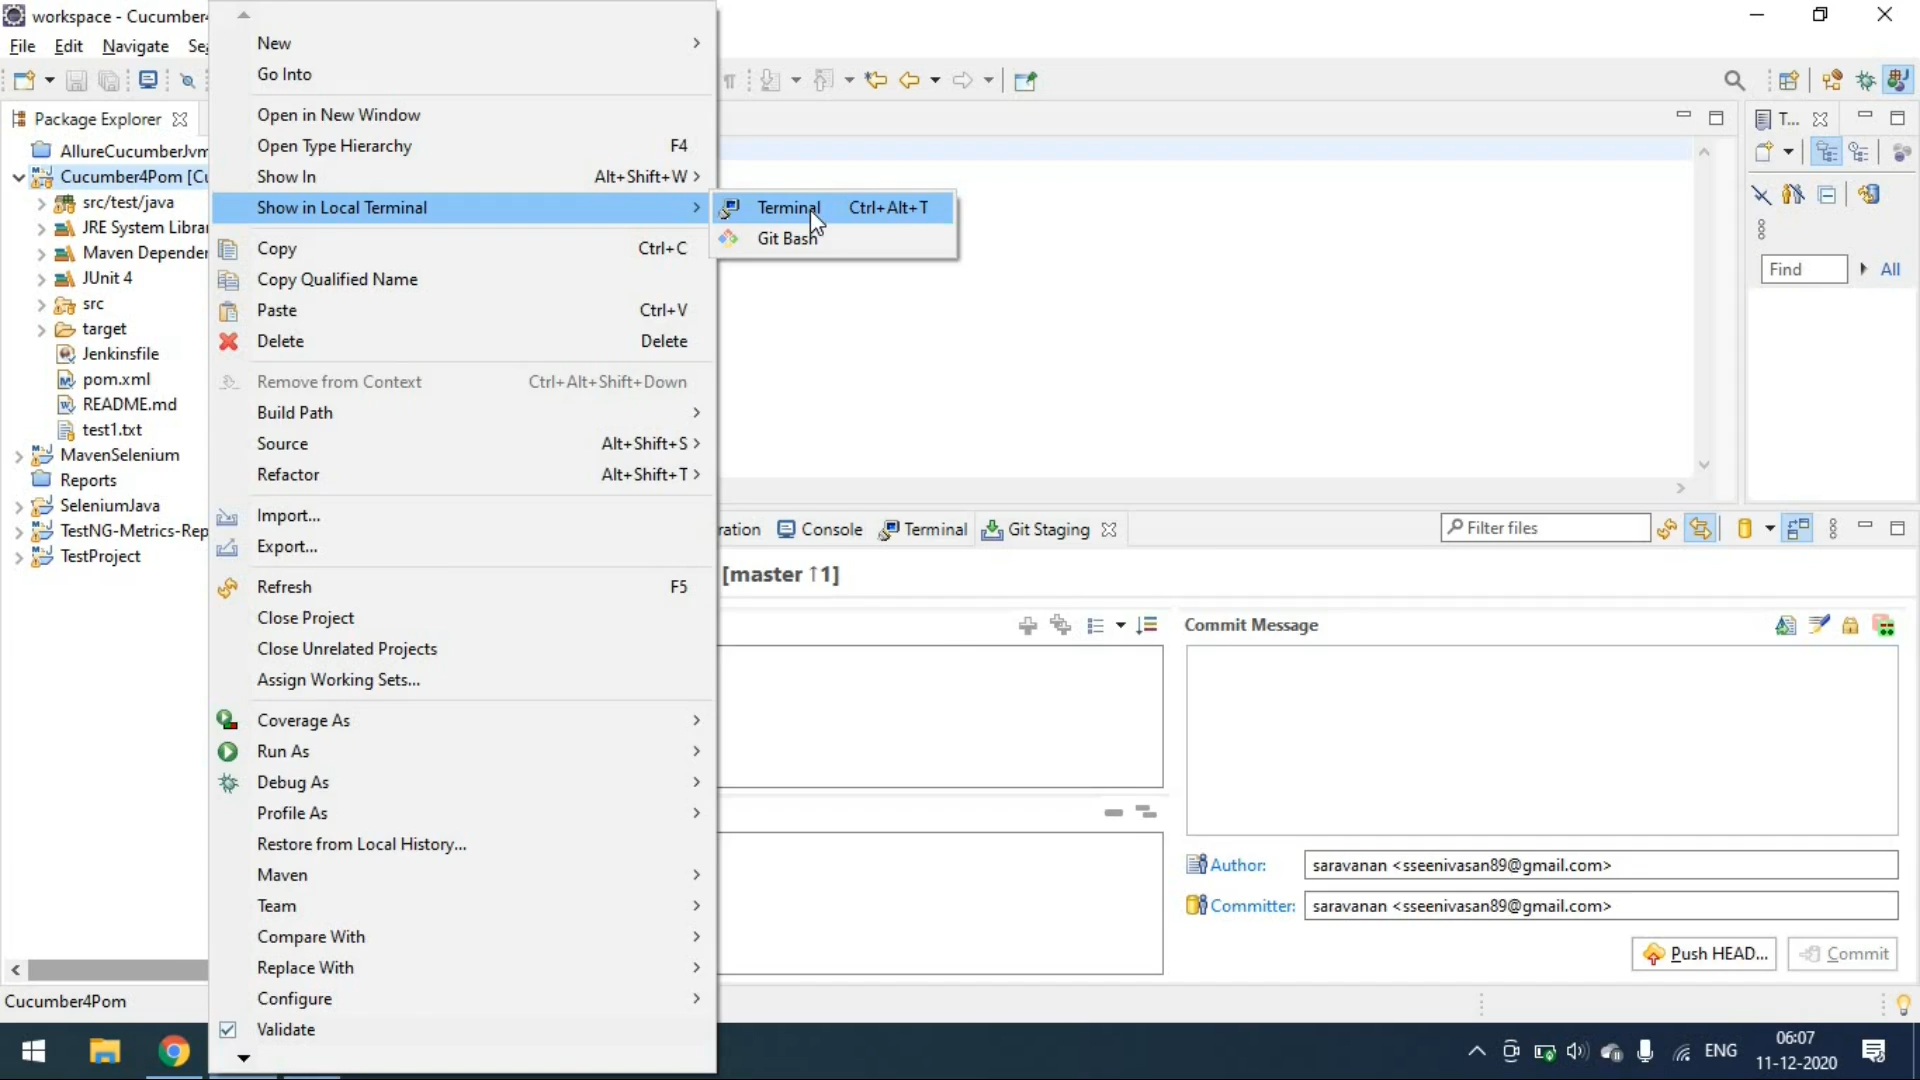 workspace - Cucumber4
File Edit Navigate Se
Package Explorer
AllureCucumberJvm
Cucumber4Pom [Cu
src/test/java
JRE System Librar
Maven Depender
JUnit 4
src
target
Jenkinsfile
pom.xml
README.md
test1.txt
MavenSelenium
Reports
SeleniumJava
TestNG-Metrics-Rep
TestProject
Cucumber4Pom
New
Go Into
Open in New Window
Open Type Hierarchy F4
Show In Alt+Shift+W
Show in Local Terminal
Copy Ctrl+C
Copy Qualified Name
Paste Ctrl+V
Delete Delete
Remove from Context Ctrl+Alt+Shift+Down
Build Path
Source Alt+Shift+S
Refactor Alt+Shift+T
Import...
Export...
Refresh F5
Close Project
Close Unrelated Projects
Assign Working Sets...
Coverage As
Run As
Debug As
Profile As
Restore from Local History...
Maven
Team
Compare With
Replace With
Configure
Validate
Terminal Ctrl+Alt+T
Git Bash
T...
Find All
ration Console Terminal Git Staging Filter files
[master ↑1]
Commit Message
Author: saravanan <sseenivasan89@gmail.com>
Committer: saravanan <sseenivasan89@gmail.com>
Push HEAD... Commit
ENG
06:07
11-12-2020